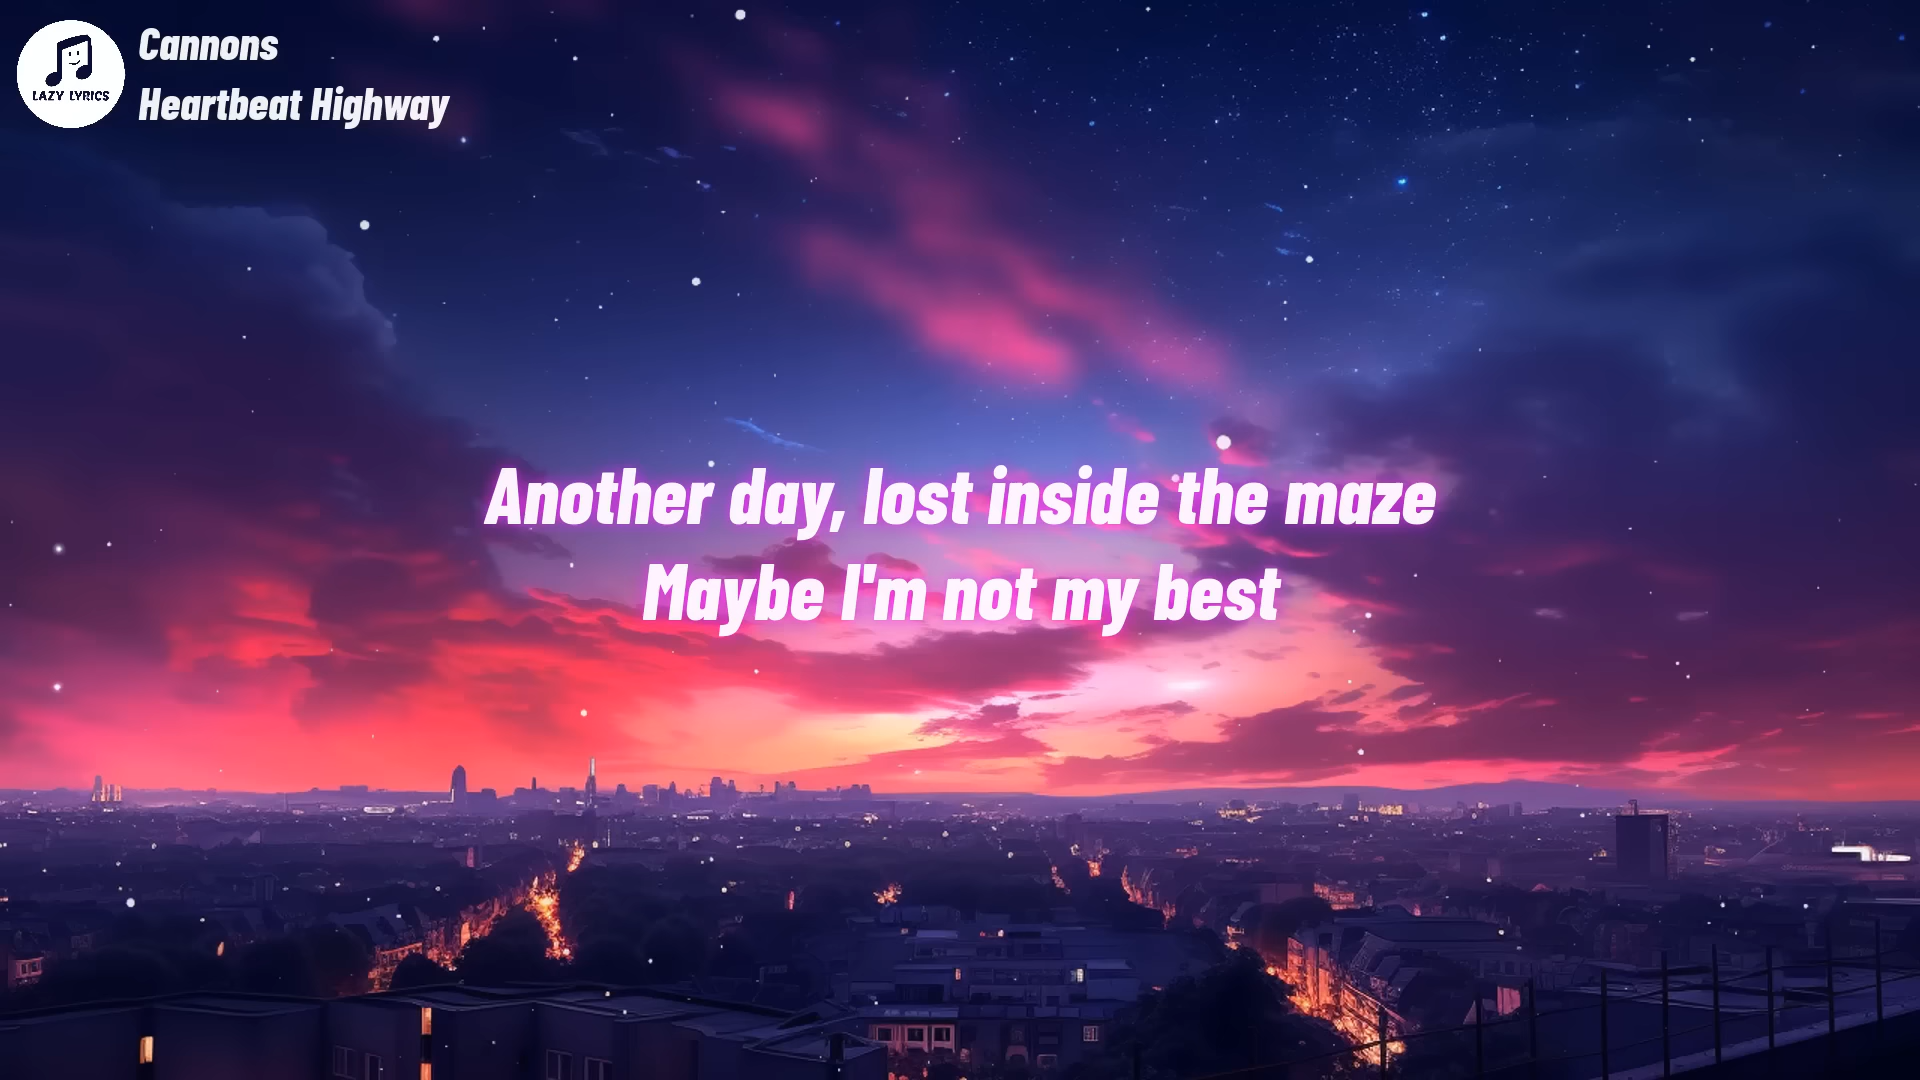 Cannons
Heartbeat Highway
LAZY LYRICS
Another day, lost inside the maze
Maybe I'm not my best